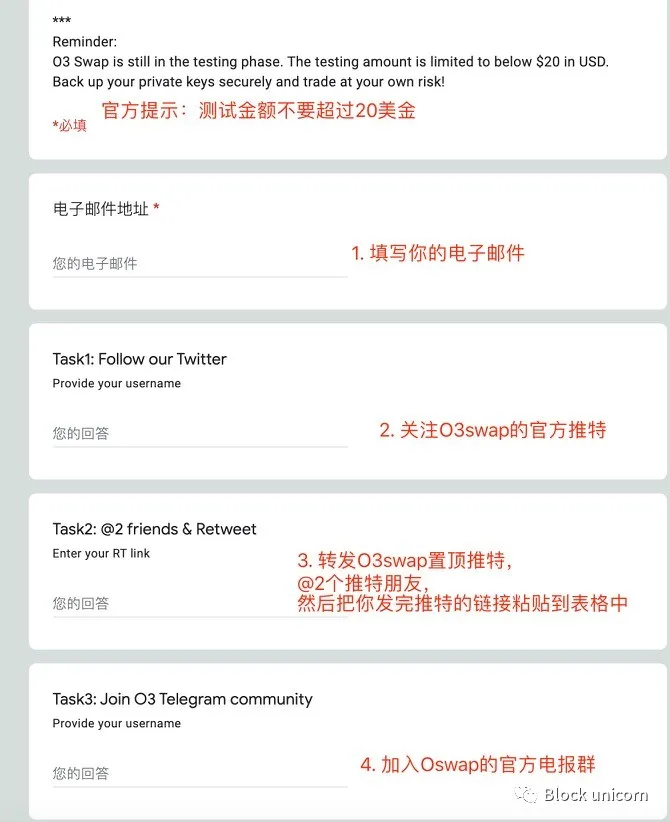 ***
Reminder:
O3 Swap is still in the testing phase. The testing amount is limited to below $20 in USD.
Back up your private keys securely and trade at your own risk!
官方提示：测试金额不要超过20美金
*必填
电子邮件地址 *
您的电子邮件
1. 填写你的电子邮件
Task1: Follow our Twitter
Provide your username
您的回答
2. 关注O3swap的官方推特
Task2: @2 friends & Retweet
Enter your RT link
3. 转发O3swap置顶推特，
@2个推特朋友，
然后把你发完推特的链接粘贴到表格中
您的回答
Task3: Join O3 Telegram community
Provide your username
您的回答
4. 加入Oswap的官方电报群
Block unicorn